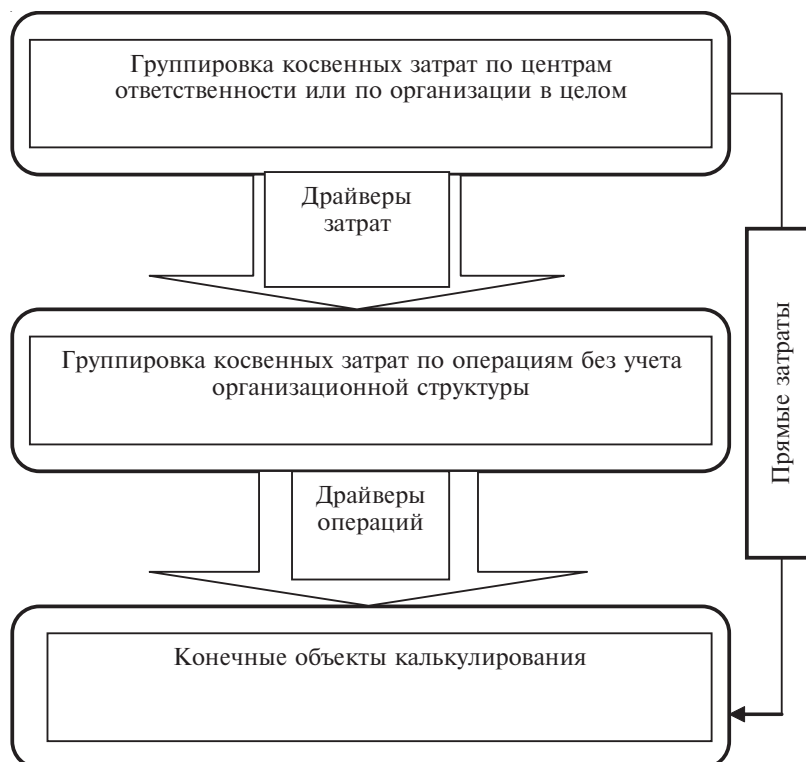 Группировка косвенных затрат по центрам
ответственности или по организации в целом
Драйверы
затрат
Группировка косвенных затрат по операциям без учета
организационной структуры
Прямые затраты
Драйверы
операций
Конечные объекты калькулирования